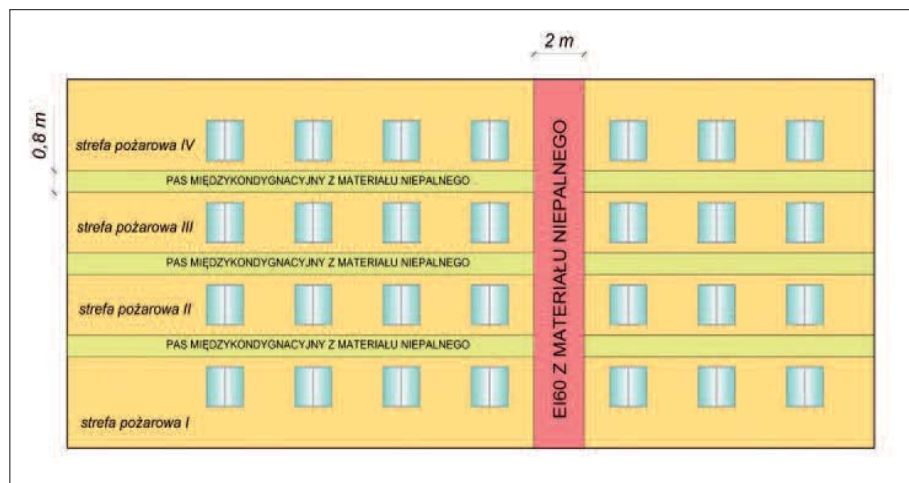 2 m
0,8 m
strefa pożarowa IV
PAS MIĘDZYKONDYGNACYJNY Z MATERIAŁU NIEPALNEGO
strefa pożarowa III
PAS MIĘDZYKONDYGNACYJNY Z MATERIAŁU NIEPALNEGO
strefa pożarowa II
PAS MIĘDZYKONDYGNACYJNY Z MATERIAŁU NIEPALNEGO
strefa pożarowa I
EI60 Z MATERIAŁU NIEPALNEGO